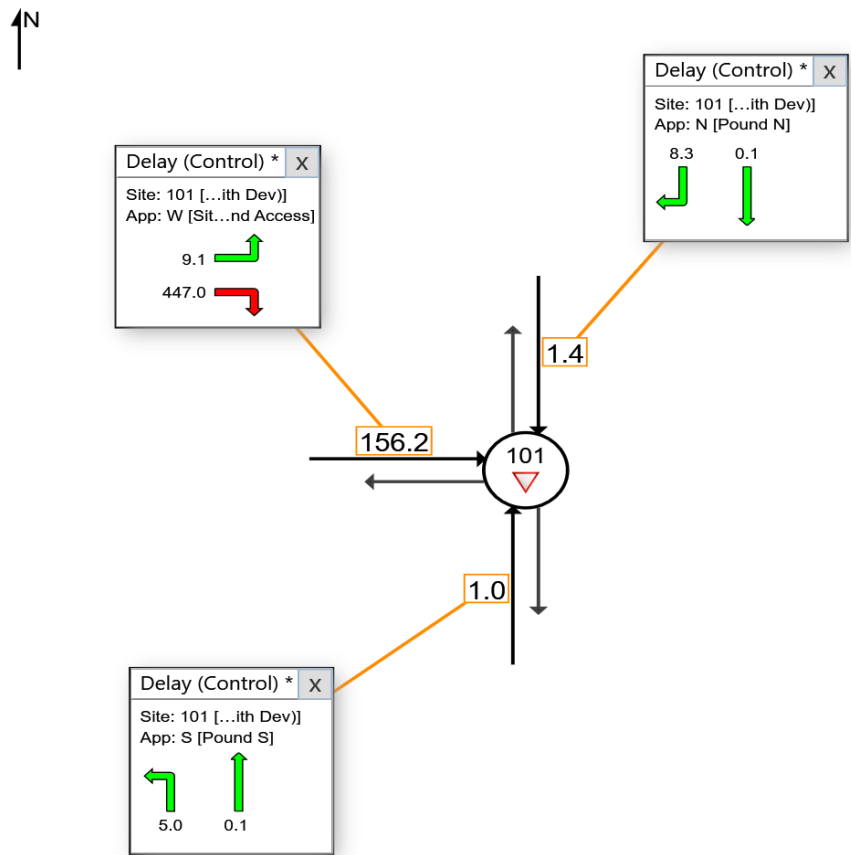 N
Delay (Control) * X
Site: 101 […ith Dev)]
App: N [Pound N]
8.3 0.1
Delay (Control) * X
Site: 101 […ith Dev)]
App: W [Sit…nd Access]
9.1
447.0
1.4
156.2
101
1.0
Delay (Control) * X
Site: 101 […ith Dev)]
App: S [Pound S]
5.0 0.1